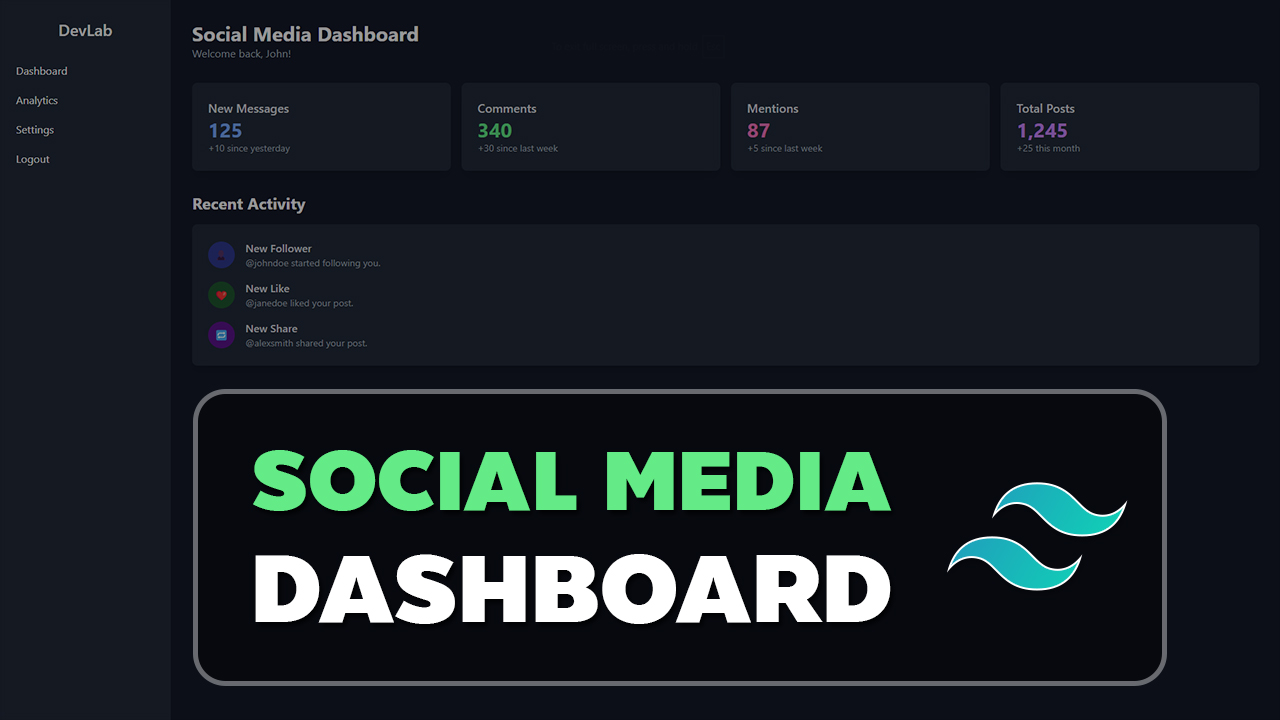 DevLab
Dashboard
Analytics
Settings
Logout
Social Media Dashboard
Welcome back, John!
New Messages
125
+10 since yesterday
Comments
340
+30 since last week
Mentions
87
+5 since last week
Total Posts
1,245
+25 this month
Recent Activity
New Follower
@johndoe started following you.
New Like
@janedoe liked your post.
New Share
@alexsmith shared your post.
SOCIAL MEDIA
DASHBOARD